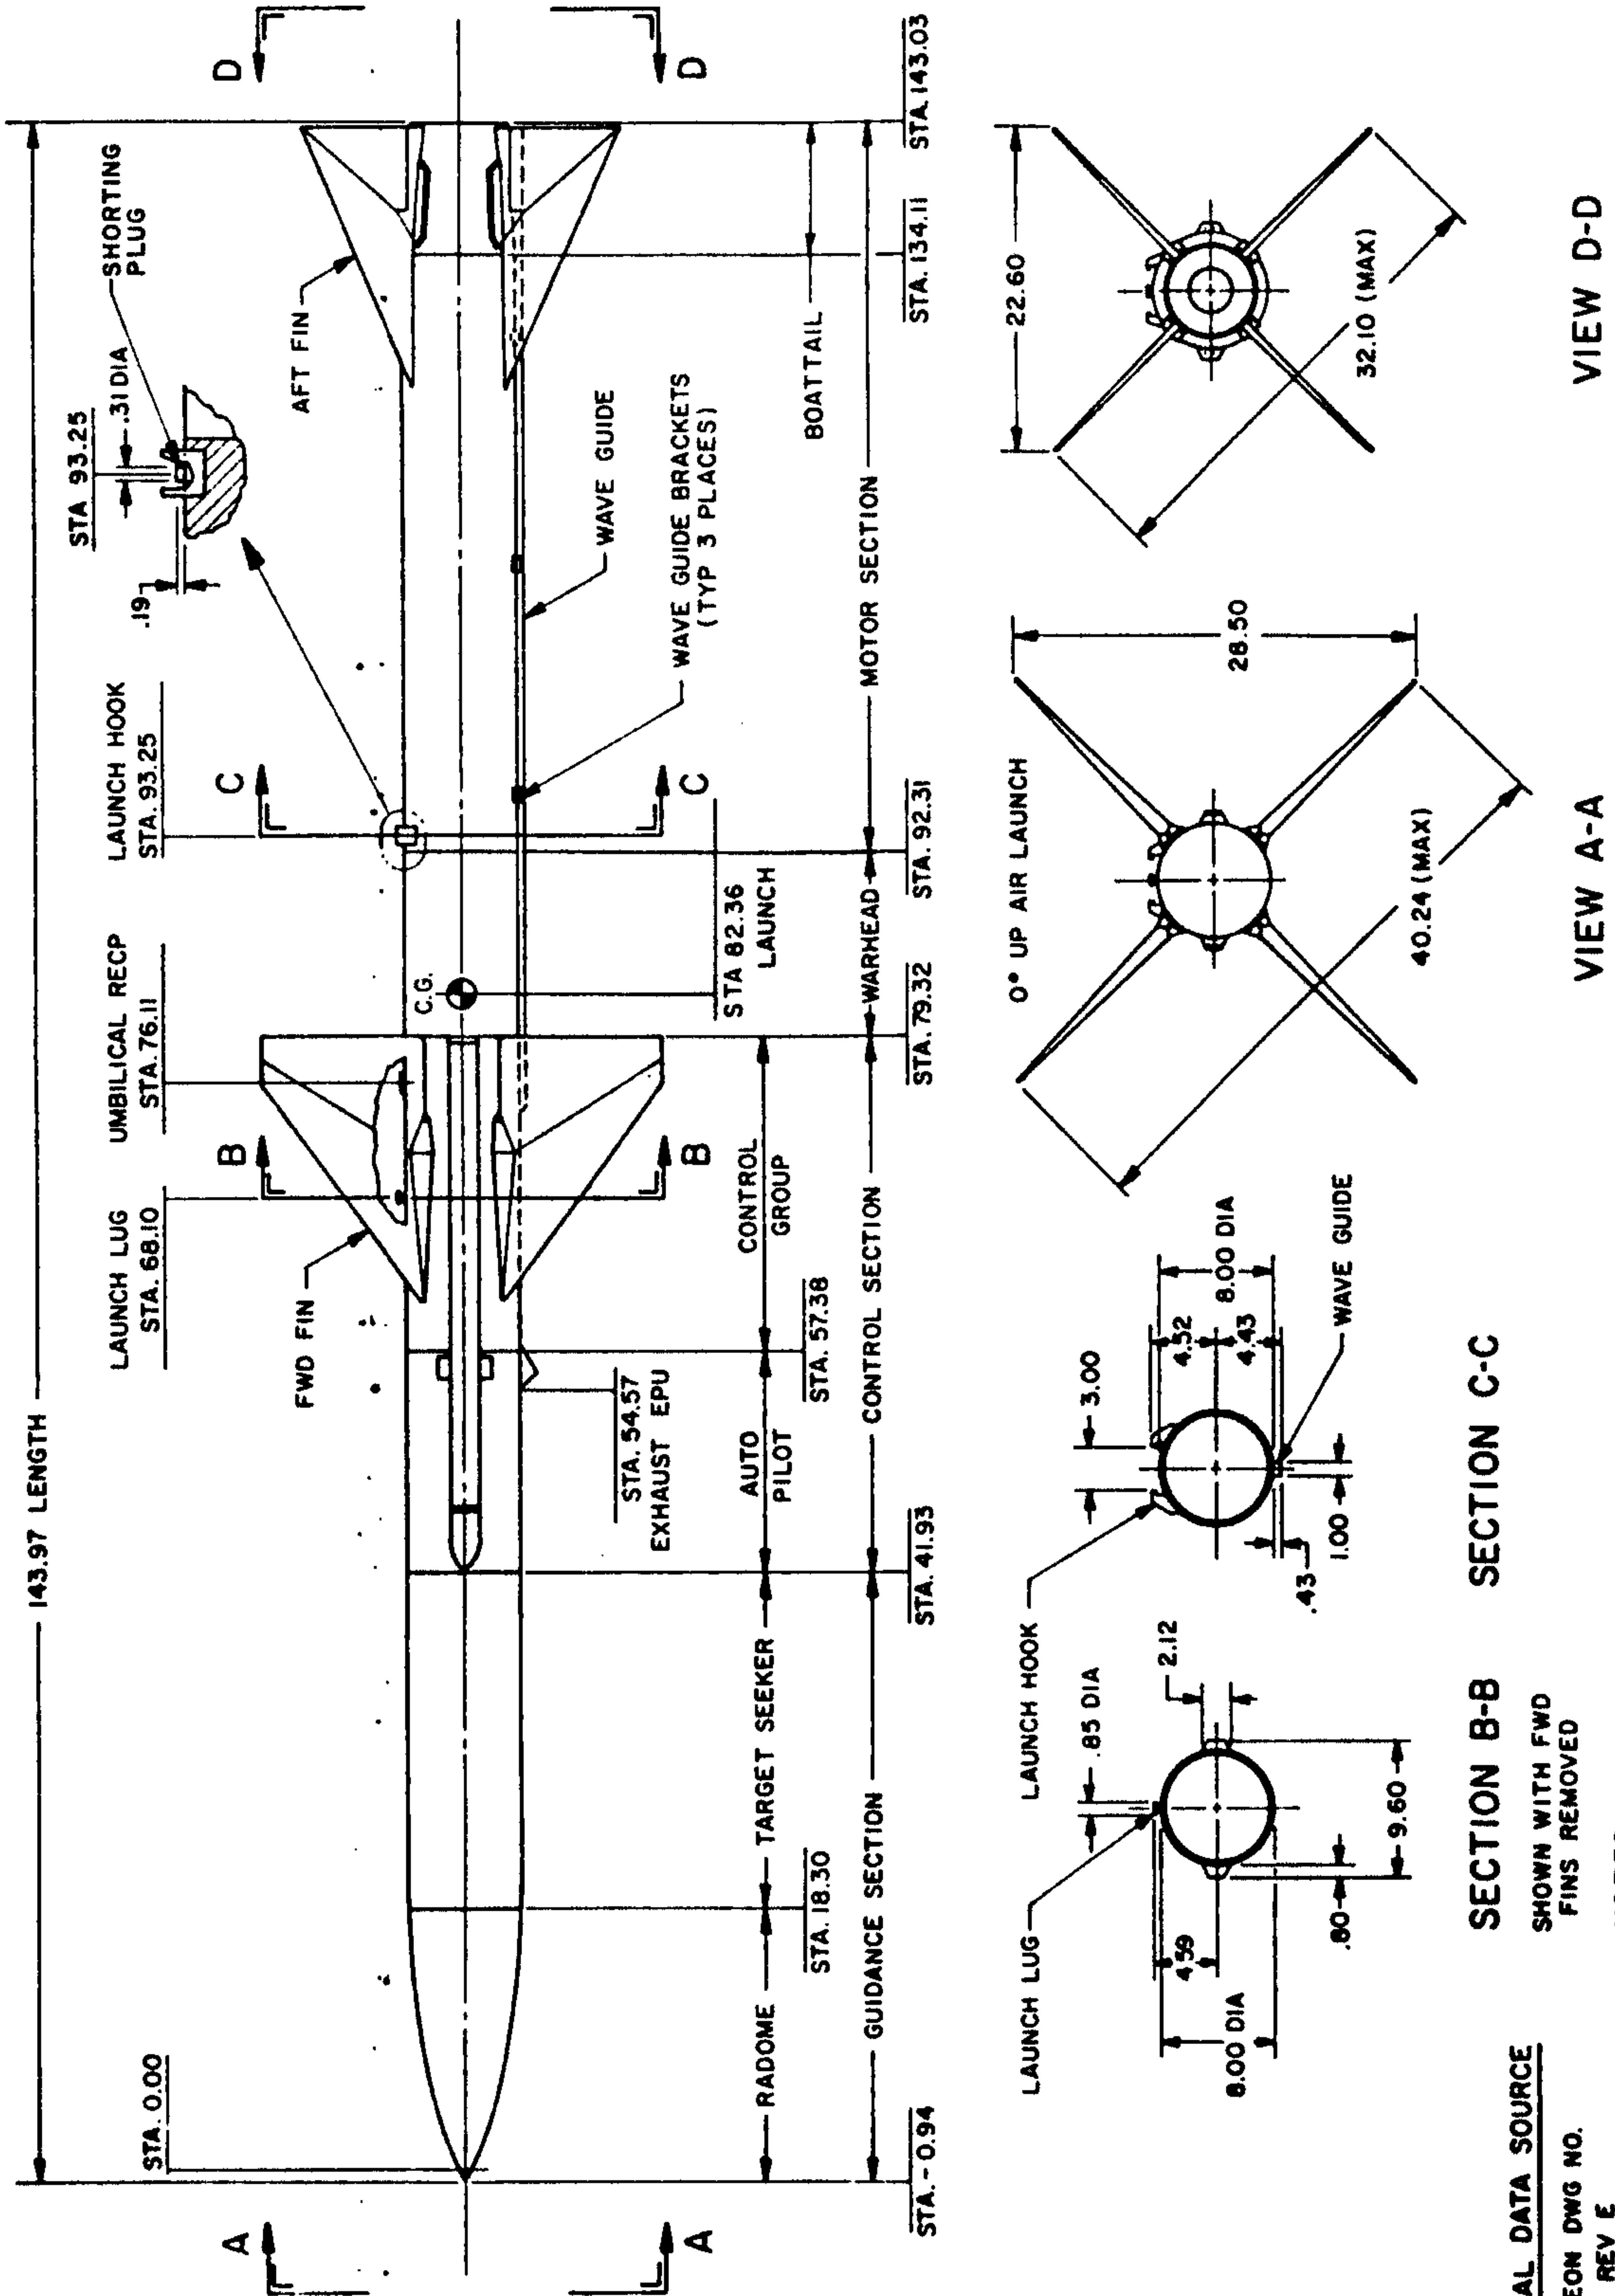 143.97 LENGTH
STA. 0.00
LAUNCH LUG
STA. 68.10
UMBILICAL RECP
STA. 76.11
LAUNCH HOOK
STA. 93.25
STA 93.25
.31 DIA
SHORTING
PLUG
.19
A
B
C
D
FWD FIN
AFT FIN
C.G.
A
B
C
D
STA. 54.57
EXHAUST EPU
STA 82.36
LAUNCH
WAVE GUIDE
WAVE GUIDE BRACKETS
(TYP 3 PLACES)
RADOME
TARGET SEEKER
AUTO
PILOT
CONTROL
GROUP
BOATTAIL
STA. 18.30
STA. 57.38
GUIDANCE SECTION
CONTROL SECTION
WARHEAD
MOTOR SECTION
STA. - 0.94
STA. 41.93
STA. 79.32
STA. 92.31
STA. 134.11
STA. 143.03
LAUNCH LUG
.85 DIA
2.12
4.59
8.00 DIA
.80
9.60
SECTION B-B
SHOWN WITH FWD
FINS REMOVED
LAUNCH HOOK
3.00
4.52
8.00 DIA
4.43
.43
1.00
WAVE GUIDE
SECTION C-C
0° UP AIR LAUNCH
28.50
40.24 (MAX)
VIEW A-A
22.60
32.10 (MAX)
VIEW D-D
AL DATA SOURCE
EON DWG NO.
REV E